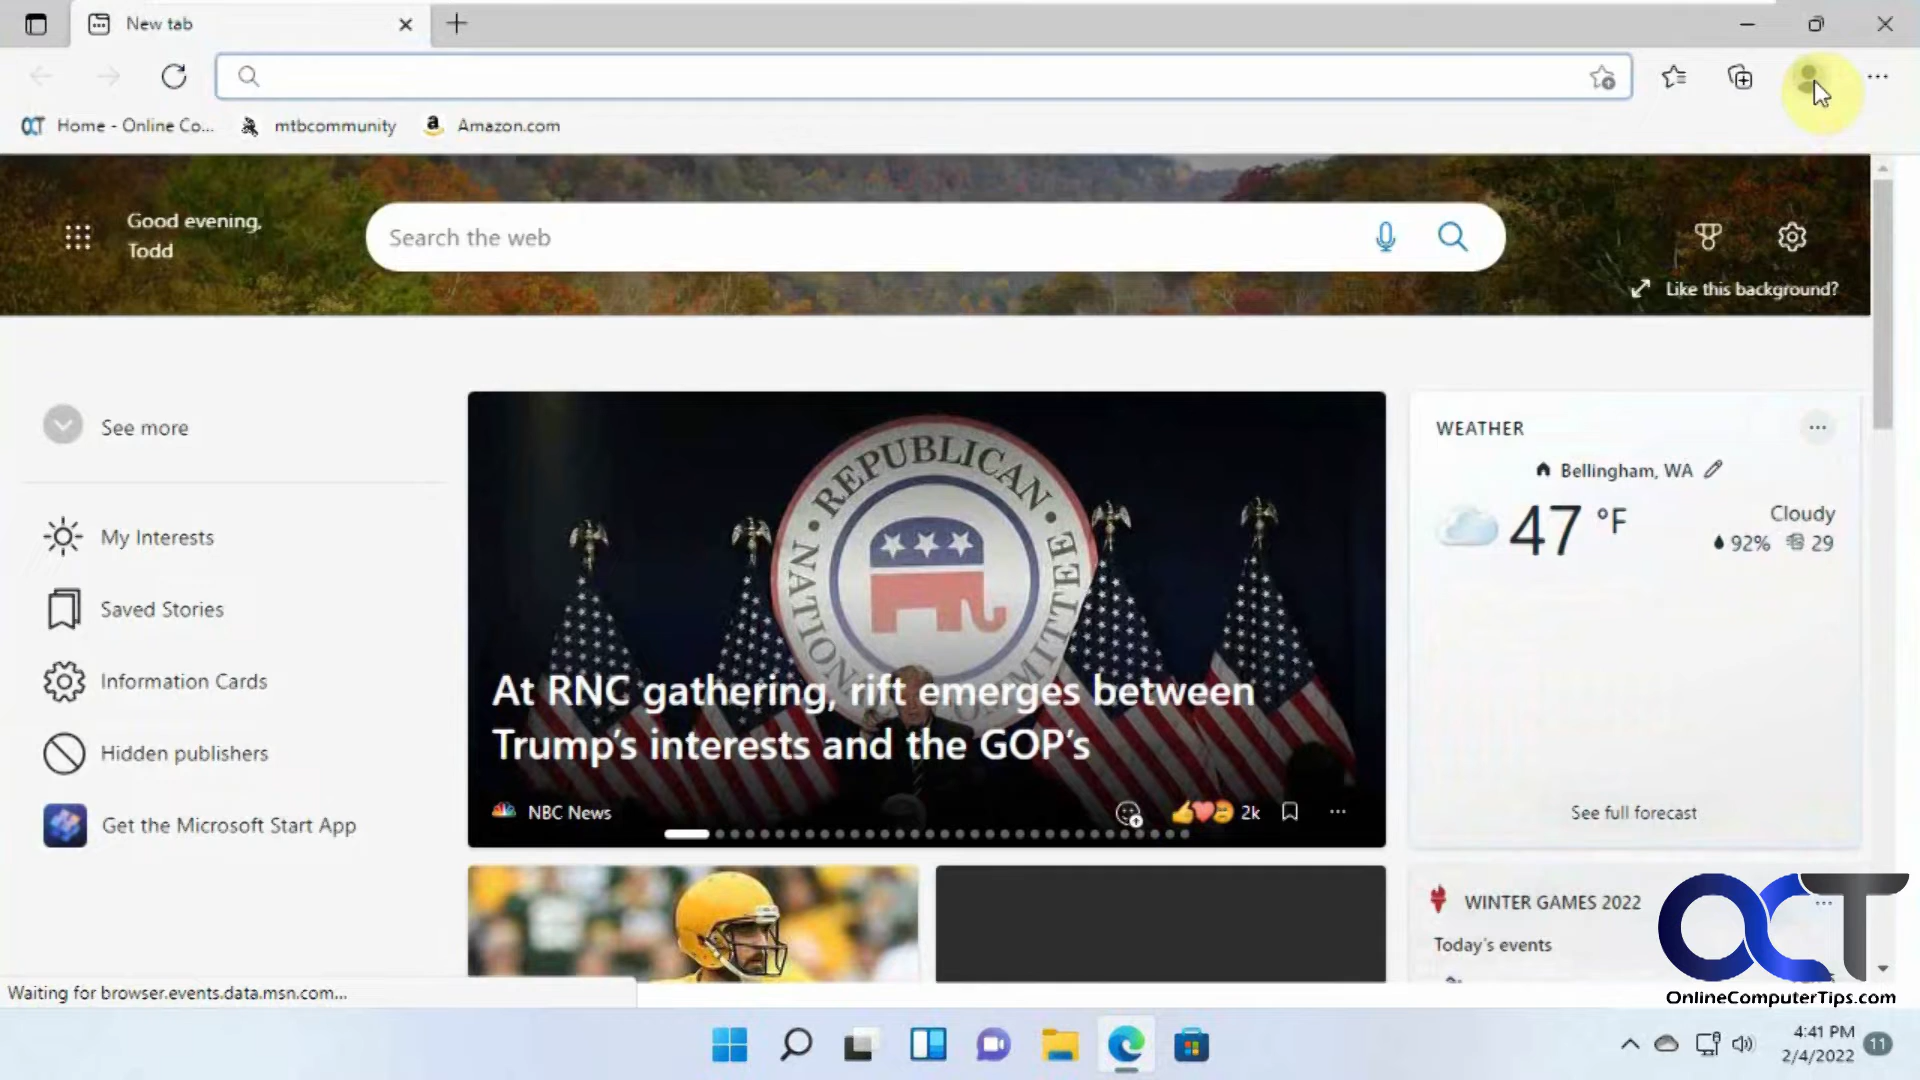 New tab
Home - Online Co...
mtbcommunity
Amazon.com
Good evening,
Todd
Search the web
Like this background?
See more
My Interests
Saved Stories
Information Cards
Hidden publishers
Get the Microsoft Start App
REPUBLICAN NATIONAL COMMITTEE
At RNC gathering, rift emerges between
Trump's interests and the GOP's
NBC News
2k
WEATHER
Bellingham, WA
47 °F
Cloudy
92% 29
See full forecast
WINTER GAMES 2022
Today's events
OCT
OnlineComputerTips.com
Waiting for browser.events.data.msn.com...
4:41 PM
2/4/2022
11